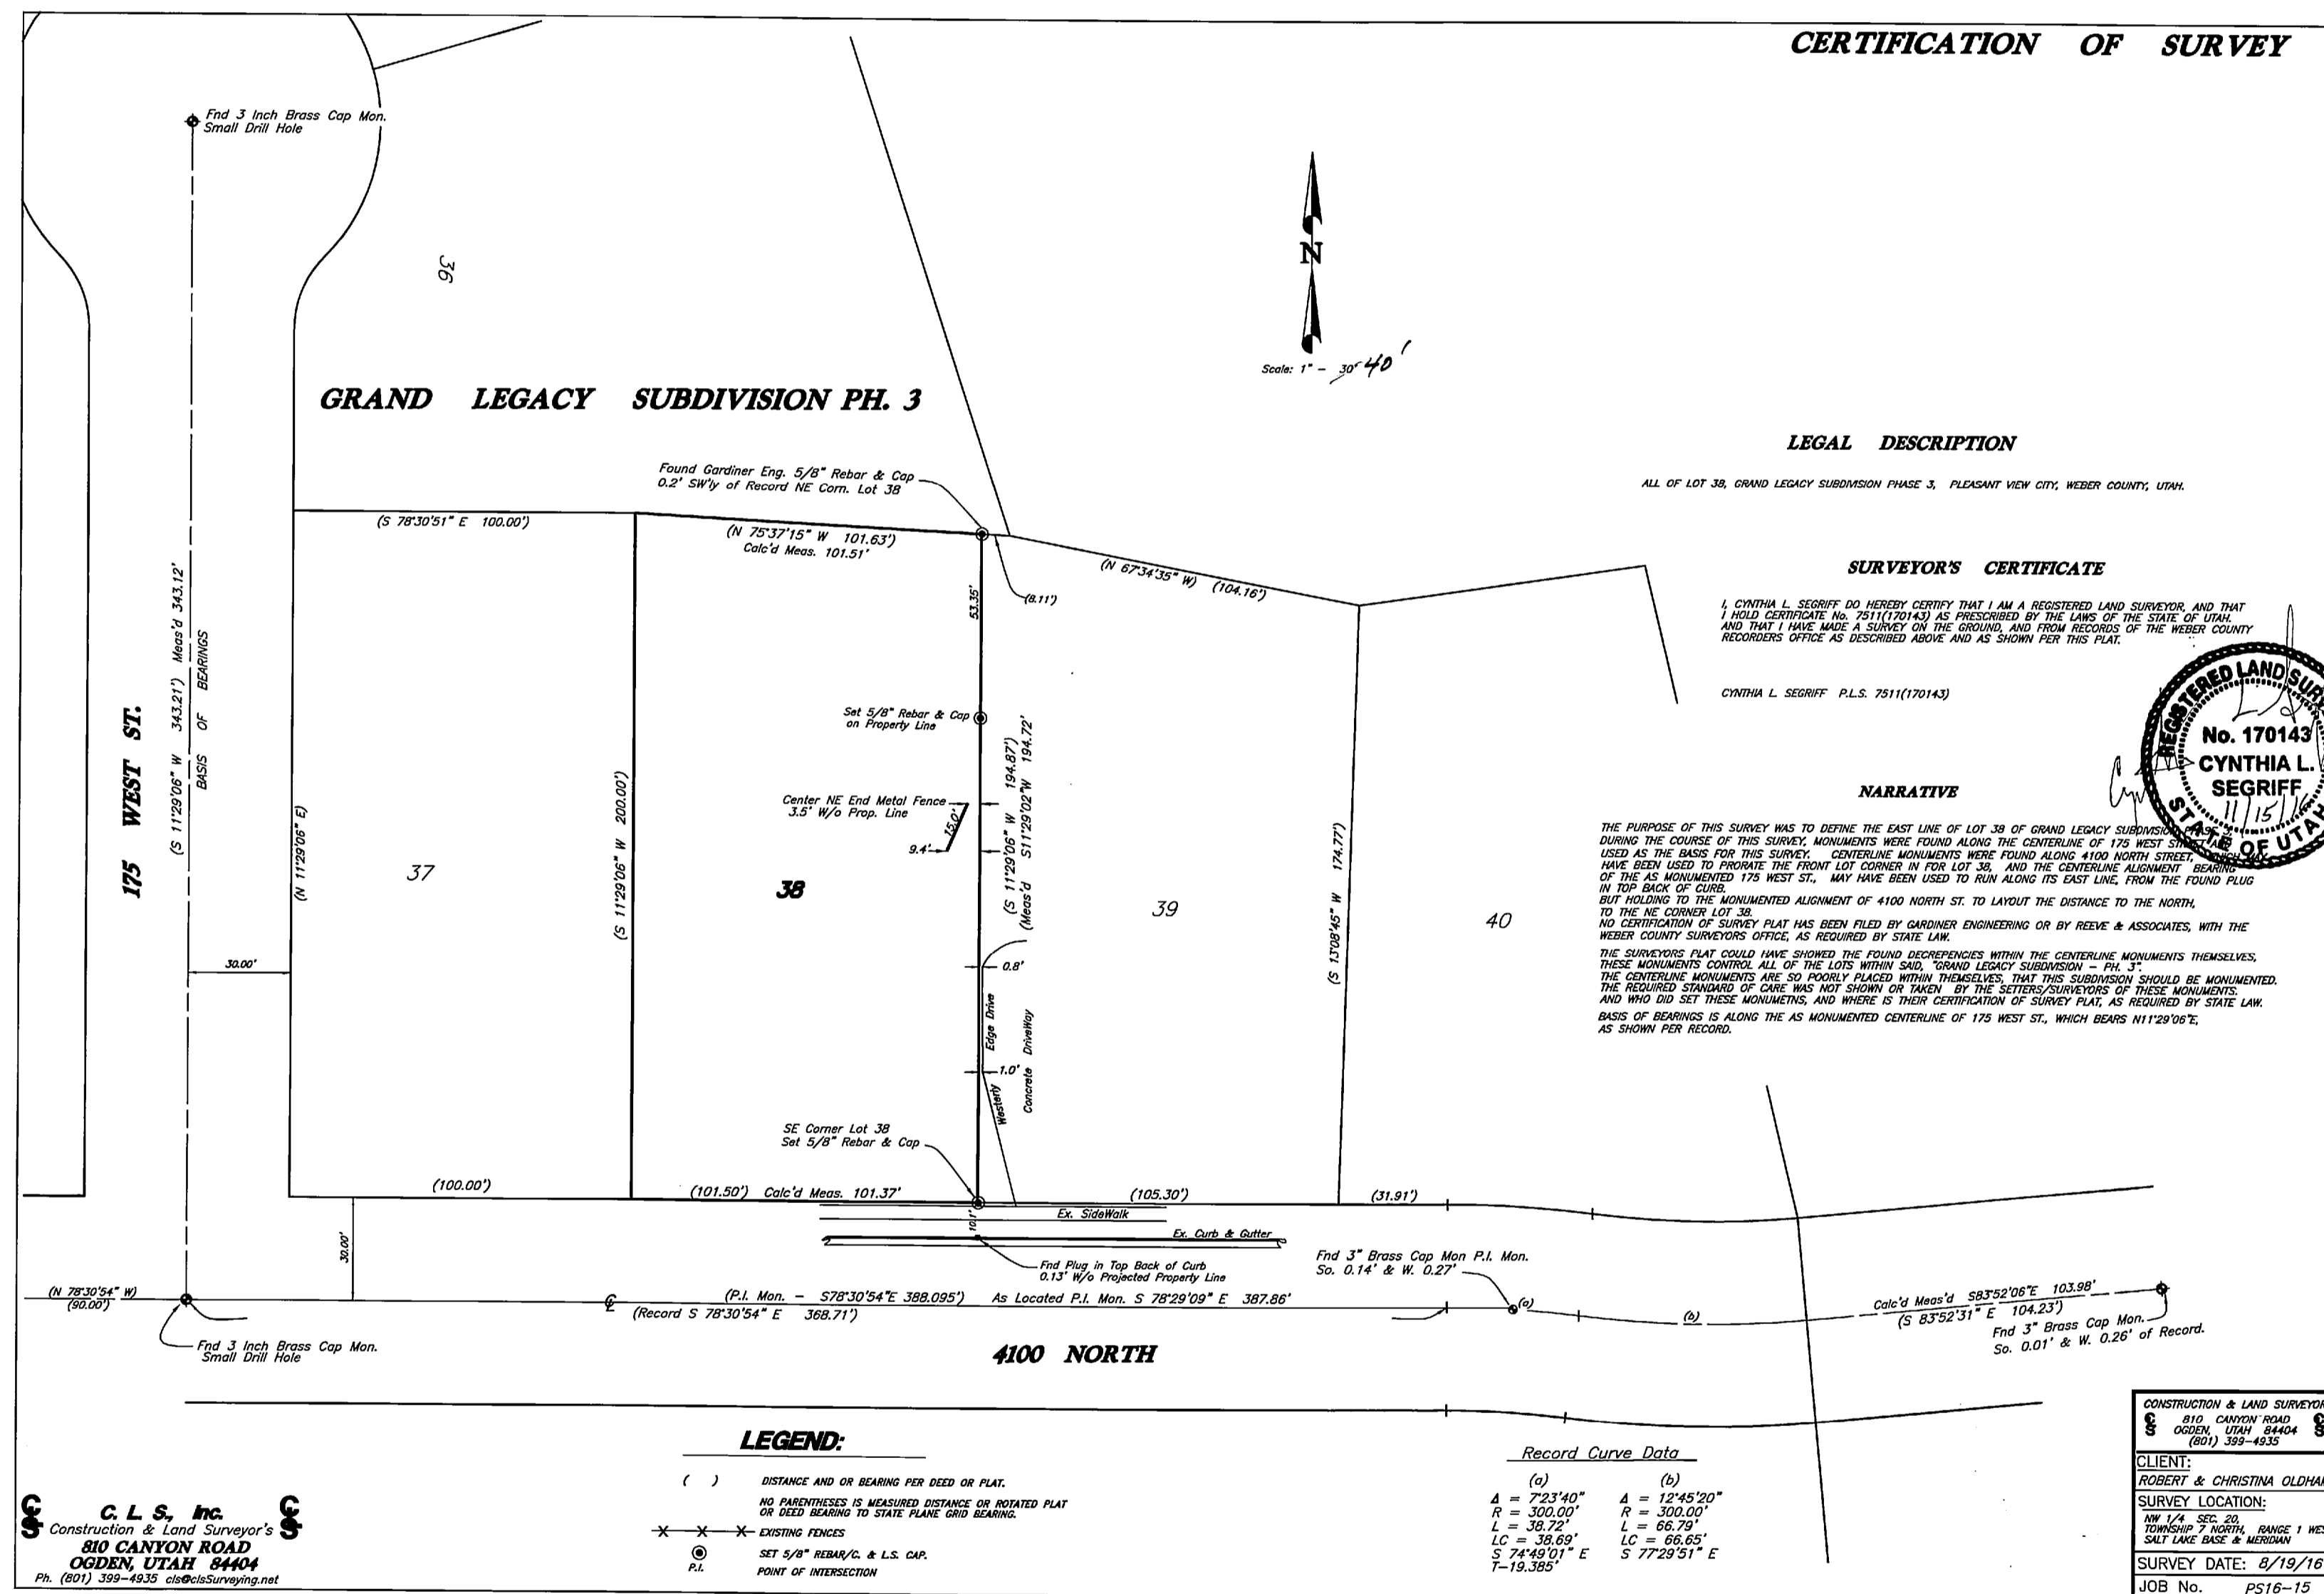 CERTIFICATION OF SURVEY
Fnd 3 Inch Brass Cap Mon.
Small Drill Hole
36
N
Scale: 1" - 30' 40'
GRAND LEGACY SUBDIVISION PH. 3
Found Gardiner Eng. 5/8" Rebar & Cap
0.2' SW'ly of Record NE Corn. Lot 38
(S 78°30'51" E 100.00')
(N 75°37'15" W 101.63')
Calc'd Meas. 101.51'
(N 67°34'35" W) (104.16')
(8.11')
53.35'
175 WEST ST.
(S 11°29'06" W 343.21') Meas'd 343.12'
BASIS OF BEARINGS
(N 11°29'06" E)
(S 11°29'06" W 200.00')
Set 5/8" Rebar & Cap
on Property Line
Center NE End Metal Fence
3.5' W/o Prop. Line
15.0'
9.4'
(S 11°29'06" W 194.87')
(Meas'd S11°29'02"W 194.72'
37
38
39
40
(S 13°08'45" W 174.77')
30.00'
0.8'
1.0'
Westerly Edge Drive
Concrete DriveWay
SE Corner Lot 38
Set 5/8" Rebar & Cap
(100.00')
(101.50') Calc'd Meas. 101.37'
(105.30')
(31.91')
30.00'
10.1'
Ex. SideWalk
Ex. Curb & Gutter
Fnd Plug in Top Back of Curb
0.13' W/o Projected Property Line
Fnd 3" Brass Cap Mon P.I. Mon.
So. 0.14' & W. 0.27'
(N 78°30'54" W)
(90.00')
(P.I. Mon. - S78°30'54"E 388.095') As Located P.I. Mon. S 78°29'09" E 387.86'
(Record S 78°30'54" E 368.71')
(a)
(b)
Calc'd Meas'd S83°52'06"E 103.98'
(S 83°52'31" E 104.23')
Fnd 3" Brass Cap Mon.
So. 0.01' & W. 0.26' of Record.
Fnd 3 Inch Brass Cap Mon.
Small Drill Hole
4100 NORTH
LEGAL DESCRIPTION
ALL OF LOT 38, GRAND LEGACY SUBDIVISION PHASE 3, PLEASANT VIEW CITY, WEBER COUNTY, UTAH.
SURVEYOR'S CERTIFICATE
I, CYNTHIA L. SEGRIFF DO HEREBY CERTIFY THAT I AM A REGISTERED LAND SURVEYOR, AND THAT
I HOLD CERTIFICATE No. 7511(170143) AS PRESCRIBED BY THE LAWS OF THE STATE OF UTAH.
AND THAT I HAVE MADE A SURVEY ON THE GROUND, AND FROM RECORDS OF THE WEBER COUNTY
RECORDERS OFFICE AS DESCRIBED ABOVE AND AS SHOWN PER THIS PLAT.
CYNTHIA L. SEGRIFF P.L.S. 7511(170143)
REGISTERED LAND SUR
No. 170143
CYNTHIA L.
SEGRIFF
11/15/16
STATE OF UTAH
NARRATIVE
THE PURPOSE OF THIS SURVEY WAS TO DEFINE THE EAST LINE OF LOT 38 OF GRAND LEGACY SUBDIVISION PHASE 3.
DURING THE COURSE OF THIS SURVEY, MONUMENTS WERE FOUND ALONG THE CENTERLINE OF 175 WEST STREET AND
USED AS THE BASIS FOR THIS SURVEY. CENTERLINE MONUMENTS WERE FOUND ALONG 4100 NORTH STREET, WHICH MAY
HAVE BEEN USED TO PRORATE THE FRONT LOT CORNER IN FOR LOT 38, AND THE CENTERLINE ALIGNMENT BEARING
OF THE AS MONUMENTED 175 WEST ST., MAY HAVE BEEN USED TO RUN ALONG ITS EAST LINE, FROM THE FOUND PLUG
IN TOP BACK OF CURB.
BUT HOLDING TO THE MONUMENTED ALIGNMENT OF 4100 NORTH ST. TO LAYOUT THE DISTANCE TO THE NORTH,
TO THE NE CORNER LOT 38.
NO CERTIFICATION OF SURVEY PLAT HAS BEEN FILED BY GARDINER ENGINEERING OR BY REEVE & ASSOCIATES, WITH THE
WEBER COUNTY SURVEYORS OFFICE, AS REQUIRED BY STATE LAW.
THE SURVEYORS PLAT COULD HAVE SHOWED THE FOUND DECREPENCIES WITHIN THE CENTERLINE MONUMENTS THEMSELVES,
THESE MONUMENTS CONTROL ALL OF THE LOTS WITHIN SAID, "GRAND LEGACY SUBDIVISION - PH. 3".
THE CENTERLINE MONUMENTS ARE SO POORLY PLACED WITHIN THEMSELVES, THAT THIS SUBDIVISION SHOULD BE MONUMENTED.
THE REQUIRED STANDARD OF CARE WAS NOT SHOWN OR TAKEN BY THE SETTERS/SURVEYORS OF THESE MONUMENTS.
AND WHO DID SET THESE MONUMETNS, AND WHERE IS THEIR CERTIFICATION OF SURVEY PLAT, AS REQUIRED BY STATE LAW.
BASIS OF BEARINGS IS ALONG THE AS MONUMENTED CENTERLINE OF 175 WEST ST., WHICH BEARS N11°29'06"E,
AS SHOWN PER RECORD.
LEGEND:
( ) DISTANCE AND OR BEARING PER DEED OR PLAT.
NO PARENTHESES IS MEASURED DISTANCE OR ROTATED PLAT
OR DEED BEARING TO STATE PLANE GRID BEARING.
X X X EXISTING FENCES
SET 5/8" REBAR/C. & L.S. CAP.
P.I. POINT OF INTERSECTION
Record Curve Data
(a) (b)
Δ = 7°23'40" Δ = 12°45'20"
R = 300.00' R = 300.00'
L = 38.72' L = 66.79'
LC = 38.69' LC = 66.65'
S 74°49'01" E S 77°29'51" E
T-19.385'
C. L. S., Inc.
Construction & Land Surveyor's
810 CANYON ROAD
OGDEN, UTAH 84404
Ph. (801) 399-4935 cls@clsSurveying.net
CONSTRUCTION & LAND SURVEYOR
810 CANYON ROAD
OGDEN, UTAH 84404
(801) 399-4935
CLIENT:
ROBERT & CHRISTINA OLDHA
SURVEY LOCATION:
NW 1/4 SEC. 20,
TOWNSHIP 7 NORTH, RANGE 1 WES
SALT LAKE BASE & MERIDIAN
SURVEY DATE: 8/19/16
JOB No. PS16-15